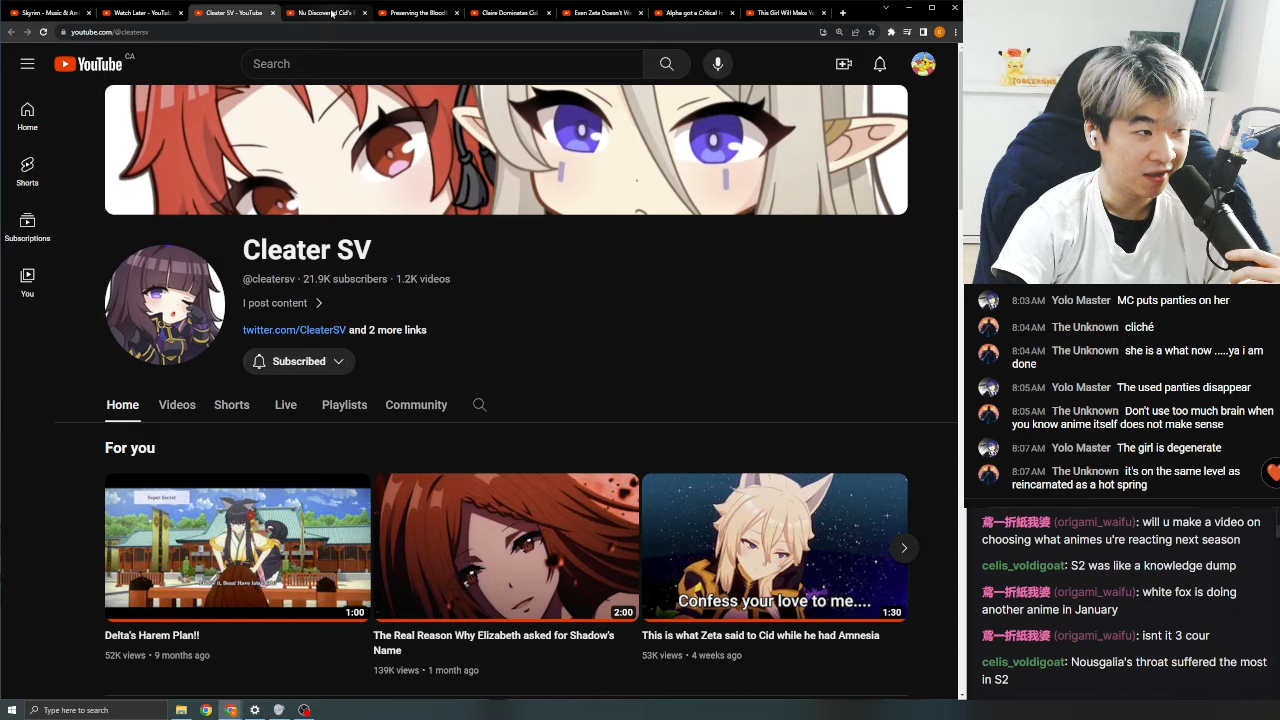 Skyrim - Music & An
Watch Later - YouTu
Cleater SV - YouTube
Nu Discovered Cid's
Preserving the Blood
Claire Dominates Cid
Even Zeta Doesn't W
Alpha got a Critical H
This Girl Will Make Y
youtube.com/@cleatersv
YouTube CA
Search
Home
Shorts
Subscriptions
You
Cleater SV
@cleatersv · 21.9K subscribers · 1.2K videos
I post content
twitter.com/CleaterSV and 2 more links
Subscribed
Home Videos Shorts Live Playlists Community
For you
Super Secret
1:00
2:00
Confess your love to me....
1:30
Delta's Harem Plan!!
52K views · 9 months ago
The Real Reason Why Elizabeth asked for Shadow's
Name
139K views · 1 month ago
This is what Zeta said to Cid while he had Amnesia
53K views · 4 weeks ago
Type here to search
8:03 AM Yolo Master MC puts panties on her
8:04 AM The Unknown cliché
8:04 AM The Unknown she is a what now .....ya i am
done
8:05 AM Yolo Master The used panties disappear
8:05 AM The Unknown Don't use too much brain when
you know anime itself does not make sense
8:07 AM Yolo Master The girl is degenerate
8:07 AM The Unknown it's on the same level as
reincarnated as a hot spring
鳶一折紙我婆 (origami_waifu): will u make a video on
choosing what animes u're reacting next season
celis_voldigoat: S2 was like a knowledge dump
鳶一折紙我婆 (origami_waifu): white fox is doing
another anime in January
鳶一折紙我婆 (origami_waifu): isnt it 3 cour
celis_voldigoat: Nousgalia's throat suffered the most
in S2